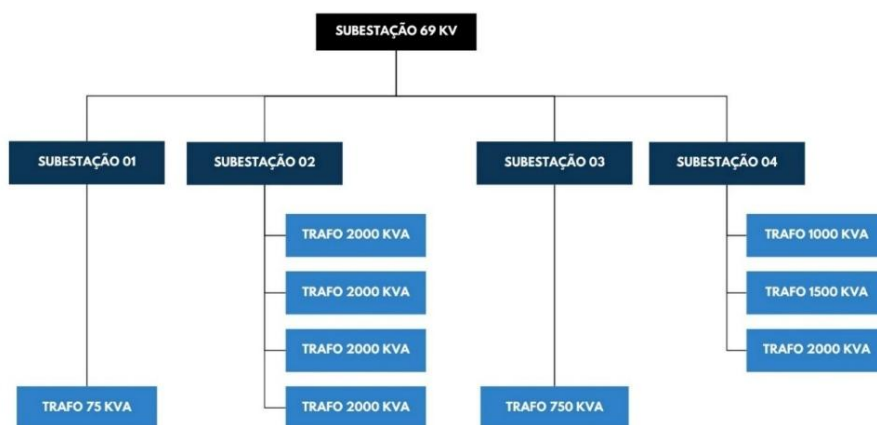 SUBESTAÇÃO 69 KV
SUBESTAÇÃO 01
SUBESTAÇÃO 02
SUBESTAÇÃO 03
SUBESTAÇÃO 04
TRAFO 2000 KVA
TRAFO 1000 KVA
TRAFO 2000 KVA
TRAFO 1500 KVA
TRAFO 2000 KVA
TRAFO 2000 KVA
TRAFO 75 KVA
TRAFO 2000 KVA
TRAFO 750 KVA